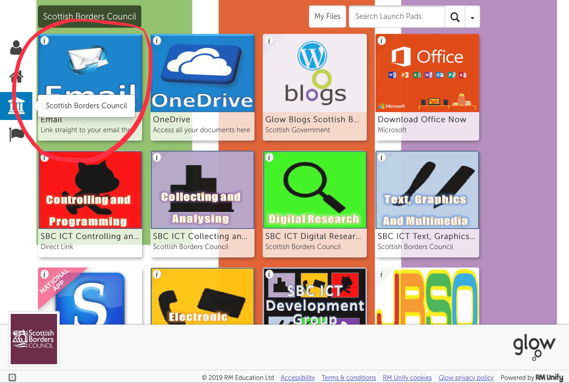 Scottish Borders Council
My Files
Search Launch Pads
Email
Scottish Borders Council
OneDrive
blogs
Office
Microsoft
Email
Link straight to your email th
OneDrive
Access all your documents here
Glow Blogs Scottish B...
Scottish Government
Download Office Now
Microsoft
Controlling and
Programming
Collecting and
Analysing
Digital Research
Text, Graphics
And Multimedia
SBC ICT Controlling an...
Direct Link
SBC ICT Collecting an...
Scottish Borders Council
SBC ICT Digital Resear...
Scottish Borders Council
SBC ICT Text, Graphics...
Scottish Borders Council
NATIONAL
APP
S
Electronic
SBC ICT
Development
Group
Scottish
Borders
COUNCIL
glow
© 2019 RM Education Ltd
Accessibility
Terms & conditions
RM Unify cookies
Glow privacy policy
Powered by RM Unify